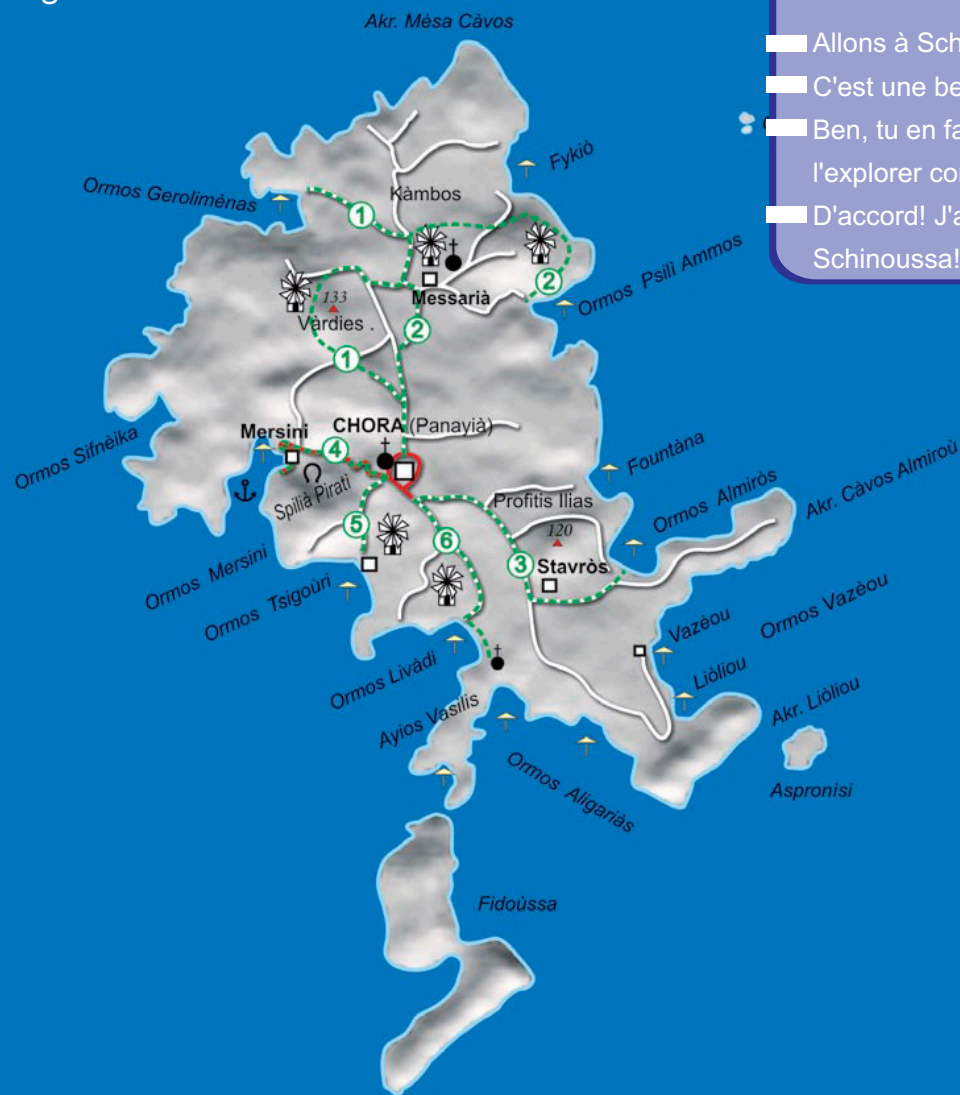 Akr. Mèsa Càvos
Allons à Sch
C'est une be
Ben, tu en fa
l'explorer co
D'accord! J'a
Schinoussa!
Fykiò
Ormos Gerolimènas
Kàmbos
1
2
Ormos Psilì Ammos
Messarià
133
Vàrdies .
2
1
Ormos Sifnèika
Mersini
CHORA (Panayià)
4
Spilià Piratì
Fountàna
Akr. Càvos Almiroù
Profitis Ilias
Ormos Almiròs
120
5
6
3
Stavròs
Ormos Mersini
Ormos Tsigoùri
Vazèou
Ormos Vazèou
Liòliou
Ormos Livàdi
Akr. Liòliou
Ayios Vasilis
Ormos Aligariàs
Aspronìsi
Fidoùssa